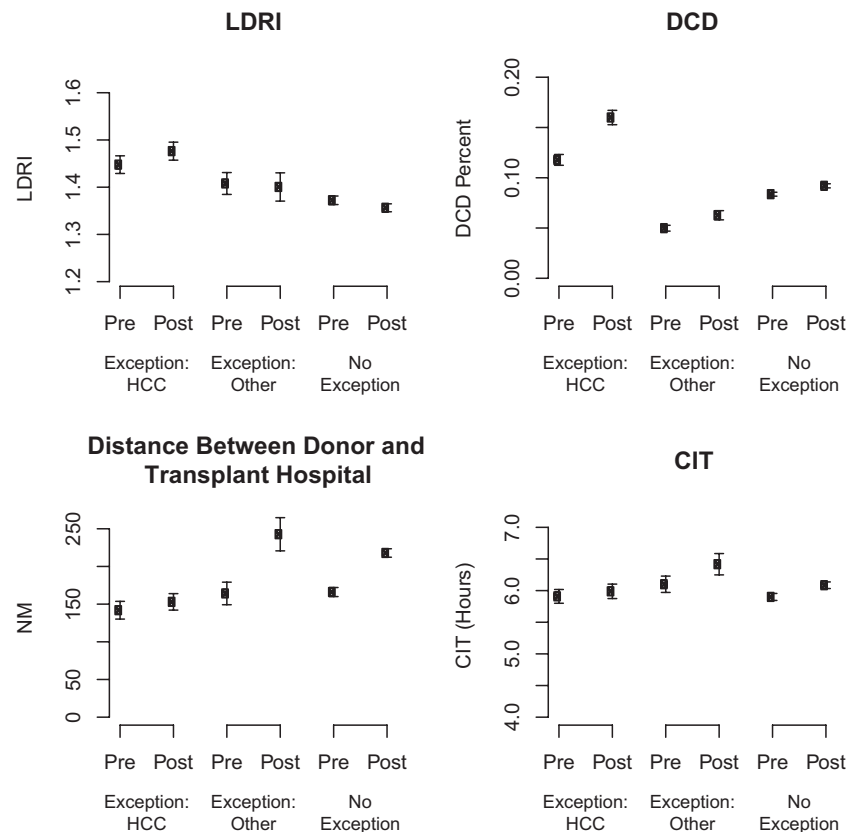 LDRI
LDRI
1.6
1.5
1.4
1.3
1.2
Pre Post Pre Post Pre Post
Exception: Exception: No
HCC Other Exception
DCD
DCD Percent
0.20
0.10
0.00
Pre Post Pre Post Pre Post
Exception: Exception: No
HCC Other Exception
Distance Between Donor and
Transplant Hospital
NM
250
150
50
0
Pre Post Pre Post Pre Post
Exception: Exception: No
HCC Other Exception
CIT
CIT (Hours)
7.0
6.0
5.0
4.0
Pre Post Pre Post Pre Post
Exception: Exception: No
HCC Other Exception